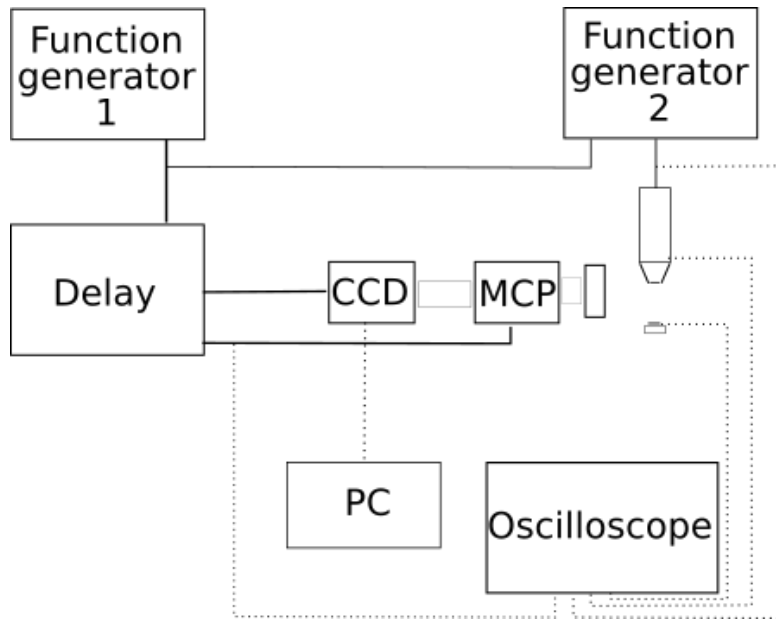 Function
generator
1
Function
generator
2
Delay
CCD
MCP
PC
Oscilloscope